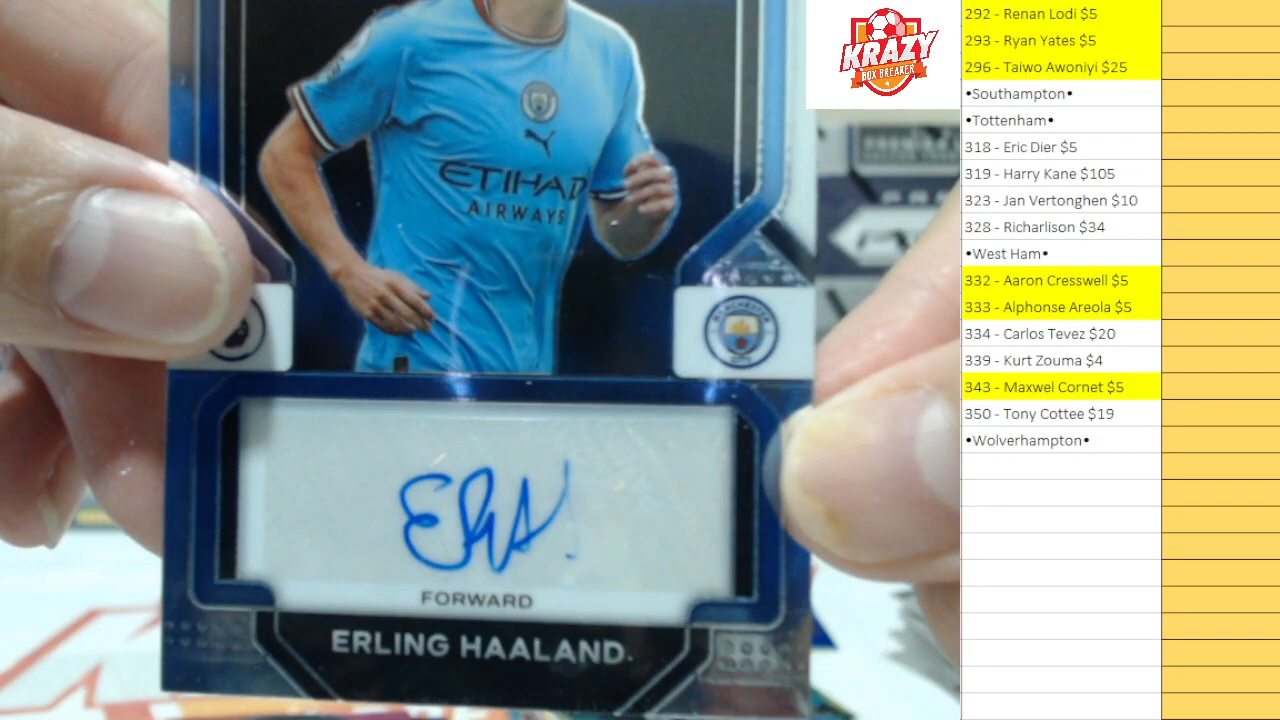 ETIHAD
AIRWAYS
FORWARD
ERLING HAALAND
KRAZY
BOX BREAKER
292 - Renan Lodi $5
293 - Ryan Yates $5
296 - Taiwo Awoniyi $25
•Southampton•
•Tottenham•
318 - Eric Dier $5
319 - Harry Kane $105
323 - Jan Vertonghen $10
328 - Richarlison $34
•West Ham•
332 - Aaron Cresswell $5
333 - Alphonse Areola $5
334 - Carlos Tevez $20
339 - Kurt Zouma $4
343 - Maxwel Cornet $5
350 - Tony Cottee $19
•Wolverhampton•